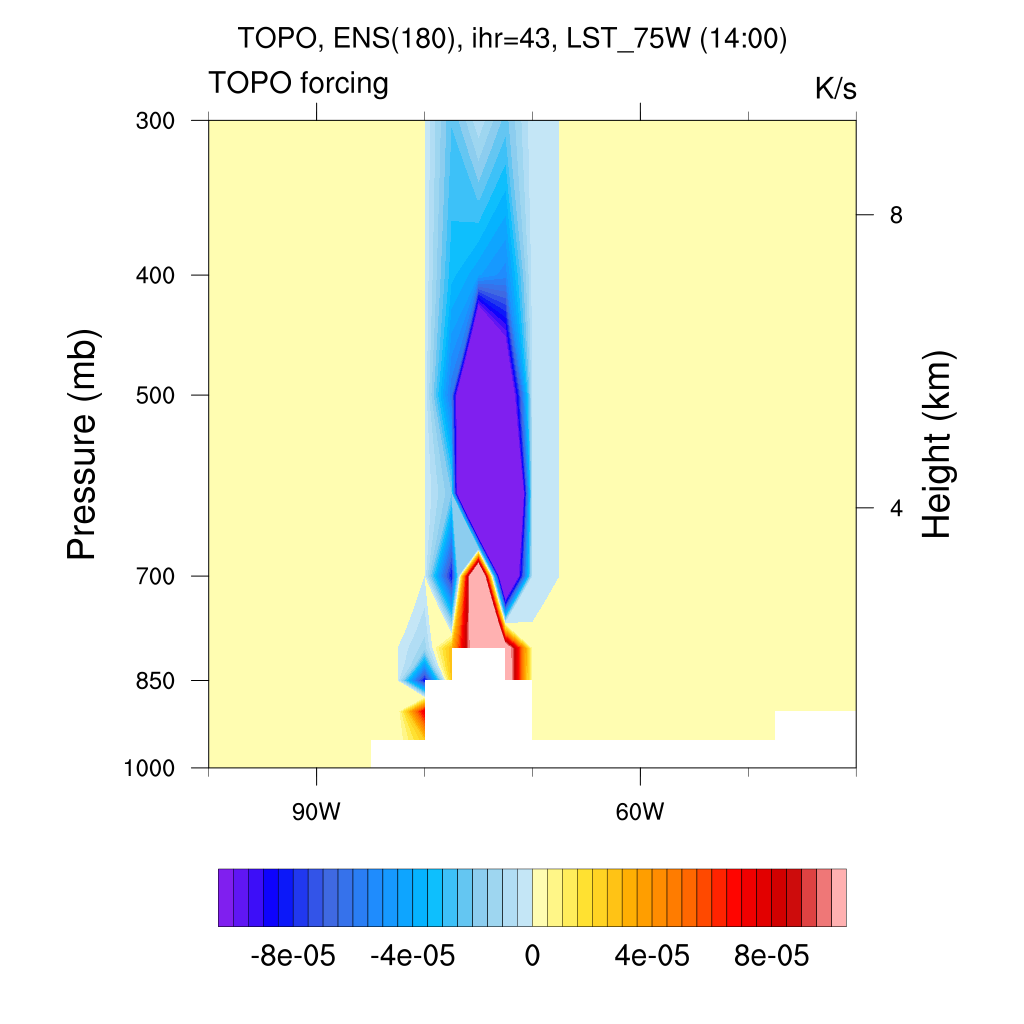 TOPO, ENS(180), ihr=43, LST_75W (14:00)
TOPO forcing
K/s
300
400
500
700
850
1000
Pressure (mb)
8
4
Height (km)
90W
60W
-8e-05
-4e-05
0
4e-05
8e-05